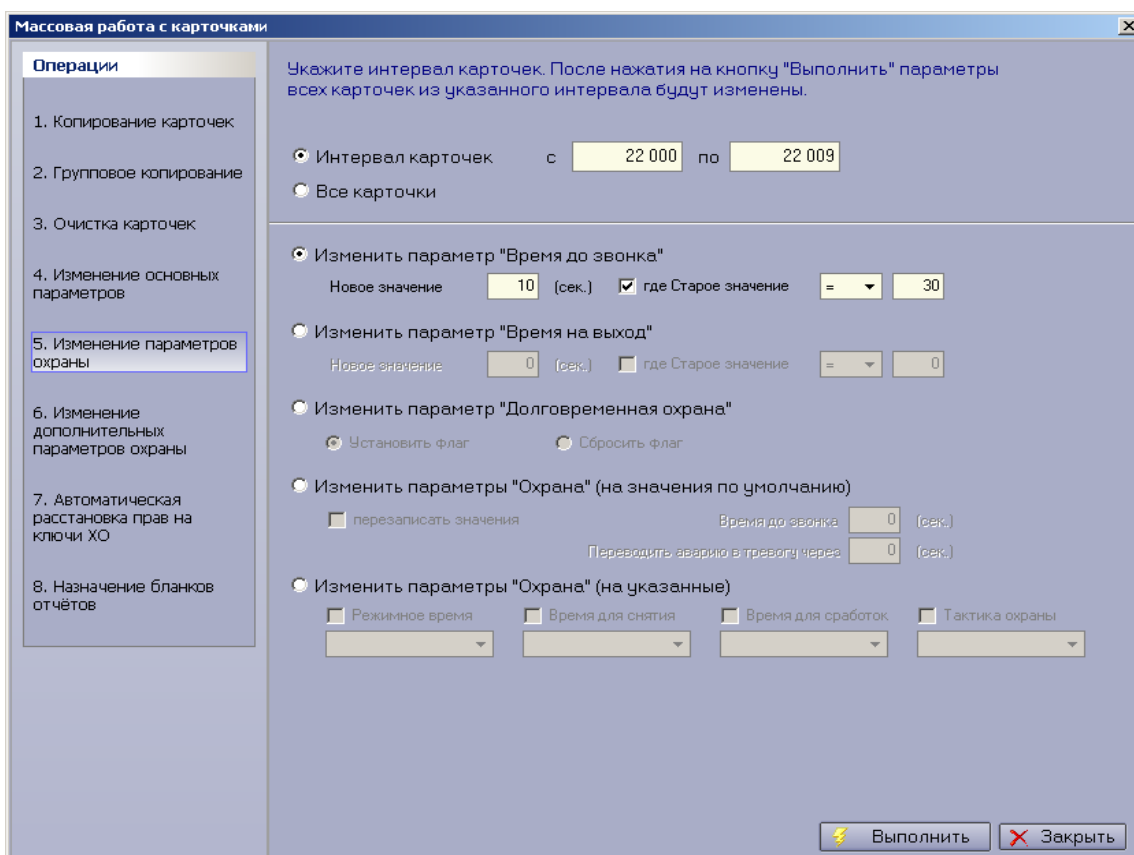 Массовая работа с карточками
Операции
1. Копирование карточек
2. Групповое копирование
3. Очистка карточек
4. Изменение основных
параметров
5. Изменение параметров
охраны
6. Изменение
дополнительных
параметров охраны
7. Автоматическая
расстановка прав на
ключи ХО
8. Назначение бланков
отчётов
Укажите интервал карточек. После нажатия на кнопку "Выполнить" параметры
всех карточек из указанного интервала будут изменены.
Интервал карточек с 22 000 по 22 009
Все карточки
Изменить параметр "Время до звонка"
Новое значение 10 (сек.) где Старое значение = 30
Изменить параметр "Время на выход"
Новое значение 0 (сек.) где Старое значение = 0
Изменить параметр "Долговременная охрана"
Установить флаг Сбросить флаг
Изменить параметры "Охрана" (на значения по умолчанию)
перезаписать значения Время до звонка 0 (сек.)
Переводить аварию в тревогу через 0 (сек.)
Изменить параметры "Охрана" (на указанные)
Режимное время Время для снятия Время для сработок Тактика охраны
Выполнить Закрыть